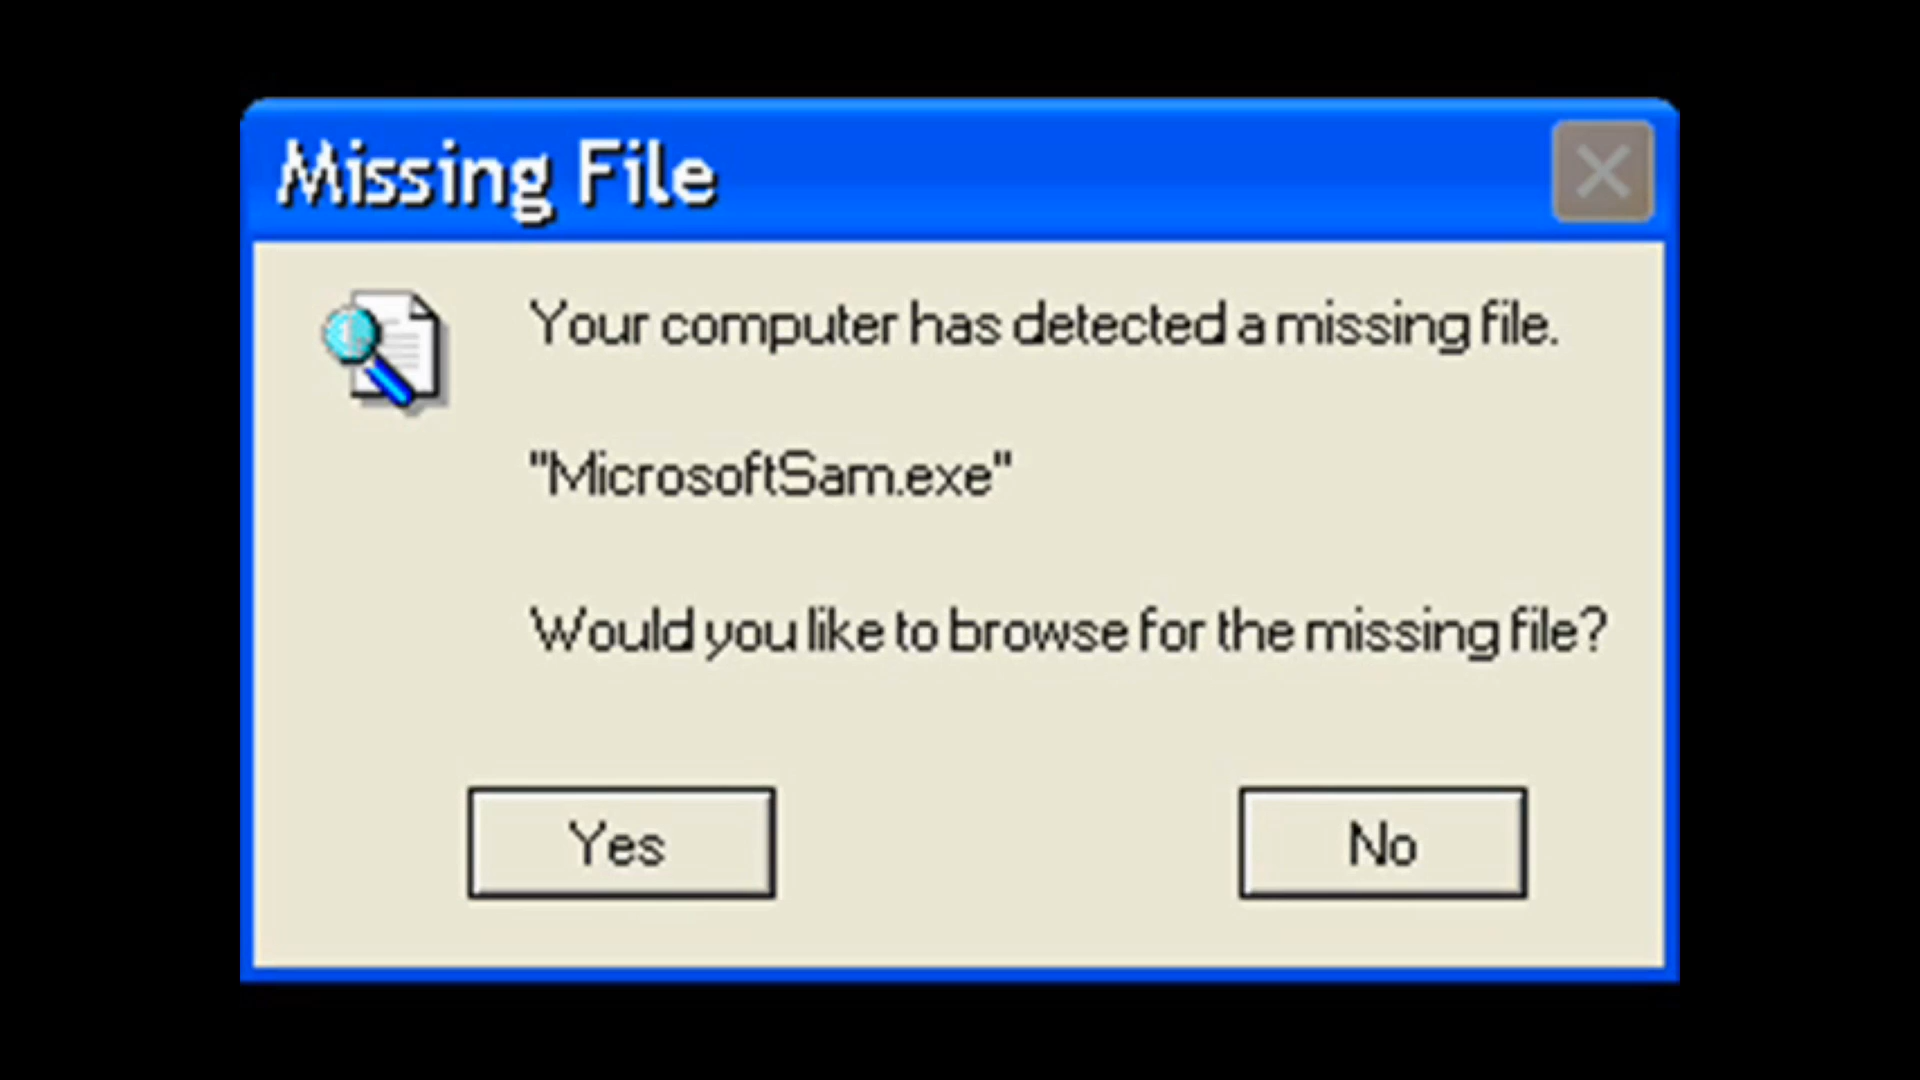 Missing File
Your computer has detected a missing file.
"MicrosoftSam.exe"
Would you like to browse for the missing file?
Yes
No